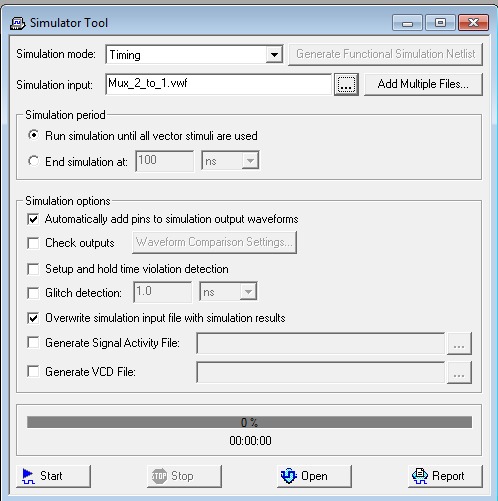 Simulator Tool
Simulation mode: Timing Generate Functional Simulation Netlist
Simulation input: Mux_2_to_1.vwf ... Add Multiple Files...
Simulation period
Run simulation until all vector stimuli are used
End simulation at: 100 ns
Simulation options
Automatically add pins to simulation output waveforms
Check outputs Waveform Comparison Settings...
Setup and hold time violation detection
Glitch detection: 1.0 ns
Overwrite simulation input file with simulation results
Generate Signal Activity File: ...
Generate VCD File: ...
0 %
00:00:00
Start Stop Open Report